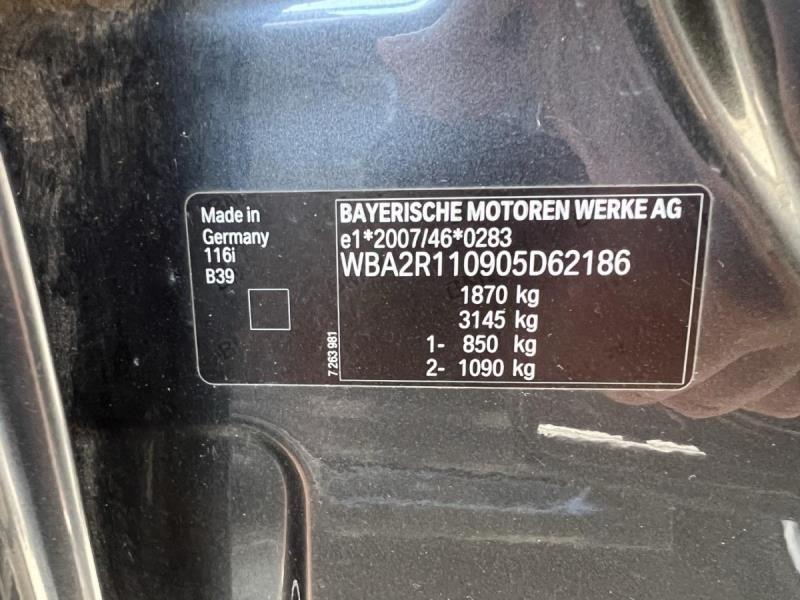 Made in
Germany
116i
B39
7 263 981
BAYERISCHE MOTOREN WERKE AG
e1*2007/46*0283
WBA2R110905D62186
1870 kg
3145 kg
1- 850 kg
2- 1090 kg